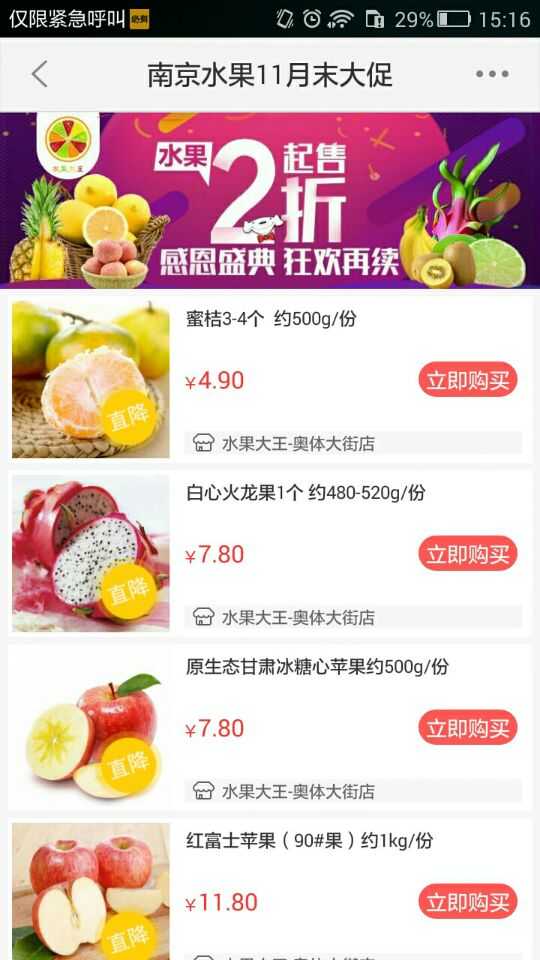 仅限紧急呼叫
29% 15:16
南京水果11月末大促
水果
2折
起售
感恩盛典 狂欢再续
蜜桔3-4个 约500g/份
¥4.90
立即购买
直降
水果大王-奥体大街店
白心火龙果1个 约480-520g/份
¥7.80
立即购买
直降
水果大王-奥体大街店
原生态甘肃冰糖心苹果约500g/份
¥7.80
立即购买
直降
水果大王-奥体大街店
红富士苹果（90#果）约1kg/份
¥11.80
立即购买
直降